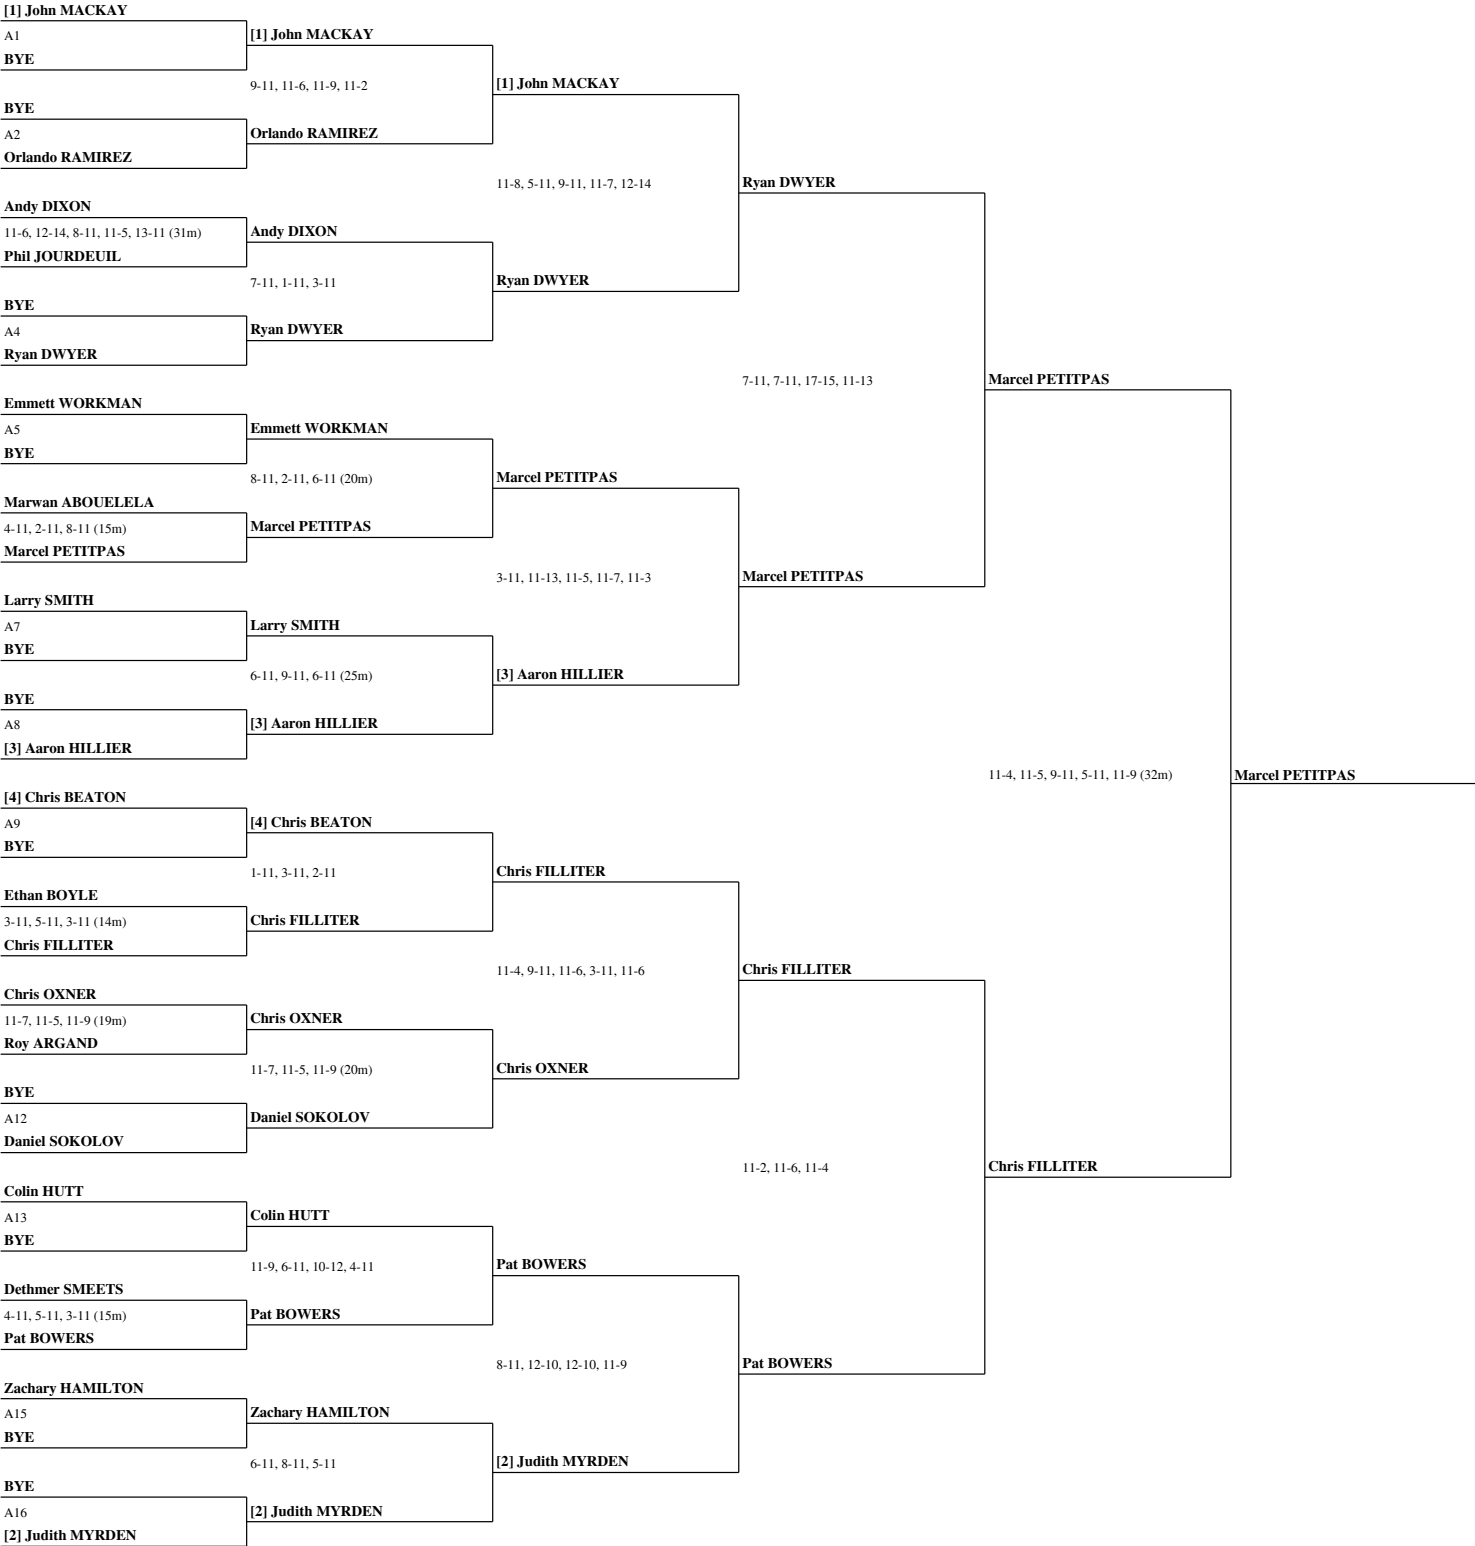 [1] John MACKAY
A1
BYE
BYE
A2
Orlando RAMIREZ
Andy DIXON
11-6, 12-14, 8-11, 11-5, 13-11 (31m)
Phil JOURDEUIL
BYE
A4
Ryan DWYER
Emmett WORKMAN
A5
BYE
Marwan ABOUELELA
4-11, 2-11, 8-11 (15m)
Marcel PETITPAS
Larry SMITH
A7
BYE
BYE
A8
[3] Aaron HILLIER
[4] Chris BEATON
A9
BYE
Ethan BOYLE
3-11, 5-11, 3-11 (14m)
Chris FILLITER
Chris OXNER
11-7, 11-5, 11-9 (19m)
Roy ARGAND
BYE
A12
Daniel SOKOLOV
Colin HUTT
A13
BYE
Dethmer SMEETS
4-11, 5-11, 3-11 (15m)
Pat BOWERS
Zachary HAMILTON
A15
BYE
BYE
A16
[2] Judith MYRDEN
[1] John MACKAY
9-11, 11-6, 11-9, 11-2
Orlando RAMIREZ
Andy DIXON
7-11, 1-11, 3-11
Ryan DWYER
Emmett WORKMAN
8-11, 2-11, 6-11 (20m)
Marcel PETITPAS
Larry SMITH
6-11, 9-11, 6-11 (25m)
[3] Aaron HILLIER
[4] Chris BEATON
1-11, 3-11, 2-11
Chris FILLITER
Chris OXNER
11-7, 11-5, 11-9 (20m)
Daniel SOKOLOV
Colin HUTT
11-9, 6-11, 10-12, 4-11
Pat BOWERS
Zachary HAMILTON
6-11, 8-11, 5-11
[2] Judith MYRDEN
[1] John MACKAY
11-8, 5-11, 9-11, 11-7, 12-14
Ryan DWYER
Marcel PETITPAS
3-11, 11-13, 11-5, 11-7, 11-3
[3] Aaron HILLIER
Chris FILLITER
11-4, 9-11, 11-6, 3-11, 11-6
Chris OXNER
Pat BOWERS
8-11, 12-10, 12-10, 11-9
[2] Judith MYRDEN
Ryan DWYER
7-11, 7-11, 17-15, 11-13
Marcel PETITPAS
Chris FILLITER
11-2, 11-6, 11-4
Pat BOWERS
Marcel PETITPAS
11-4, 11-5, 9-11, 5-11, 11-9 (32m)
Chris FILLITER
Marcel PETITPAS